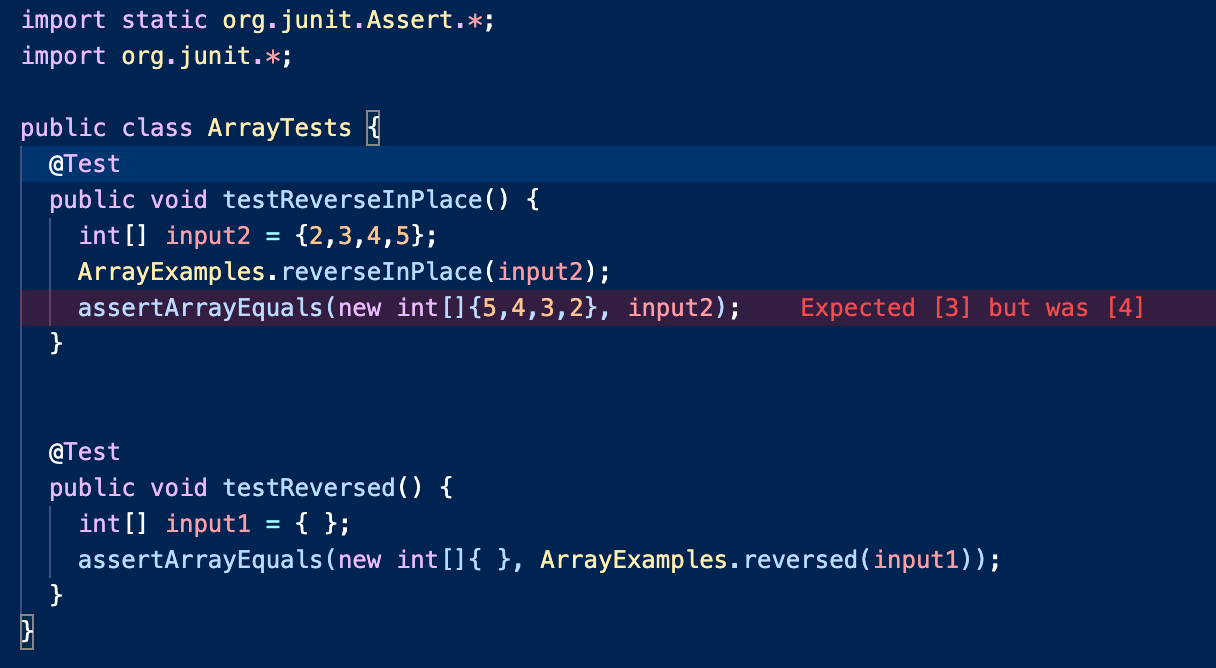 import static org.junit.Assert.*;
import org.junit.*;
public class ArrayTests {
@Test
public void testReverseInPlace() {
int[] input2 = {2,3,4,5};
ArrayExamples.reverseInPlace(input2);
assertArrayEquals(new int[]{5,4,3,2}, input2); Expected [3] but was [4]
}
@Test
public void testReversed() {
int[] input1 = { };
assertArrayEquals(new int[]{ }, ArrayExamples.reversed(input1));
}
}